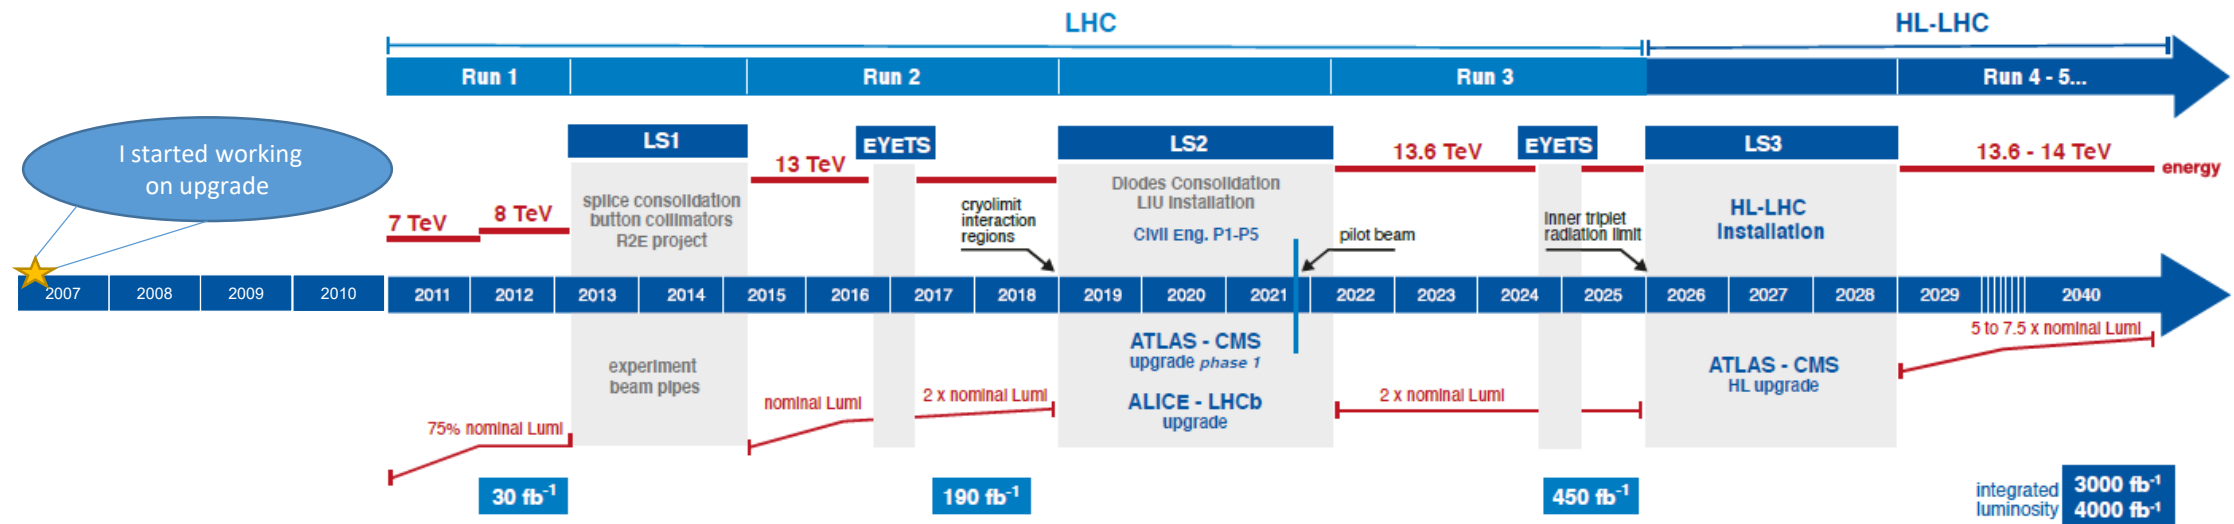 LHC
HL-LHC
Run 1
Run 2
Run 3
Run 4 - 5...
I started working
on upgrade
LS1
EYETS
LS2
EYETS
LS3
7 TeV
8 TeV
13 TeV
13.6 TeV
13.6 - 14 TeV
energy
splice consolidation
button collimators
R2E project
cryolimit
interaction
regions
Diodes Consolidation
LIU Installation
Civil Eng. P1-P5
pilot beam
inner triplet
radiation limit
HL-LHC
installation
2007
2008
2009
2010
2011
2012
2013
2014
2015
2016
2017
2018
2019
2020
2021
2022
2023
2024
2025
2026
2027
2028
2029
2040
experiment
beam pipes
ATLAS - CMS
upgrade phase 1
ALICE - LHCb
upgrade
ATLAS - CMS
HL upgrade
75% nominal Lumi
nominal Lumi
2 x nominal Lumi
2 x nominal Lumi
5 to 7.5 x nominal Lumi
30 fb⁻¹
190 fb⁻¹
450 fb⁻¹
integrated
luminosity
3000 fb⁻¹
4000 fb⁻¹